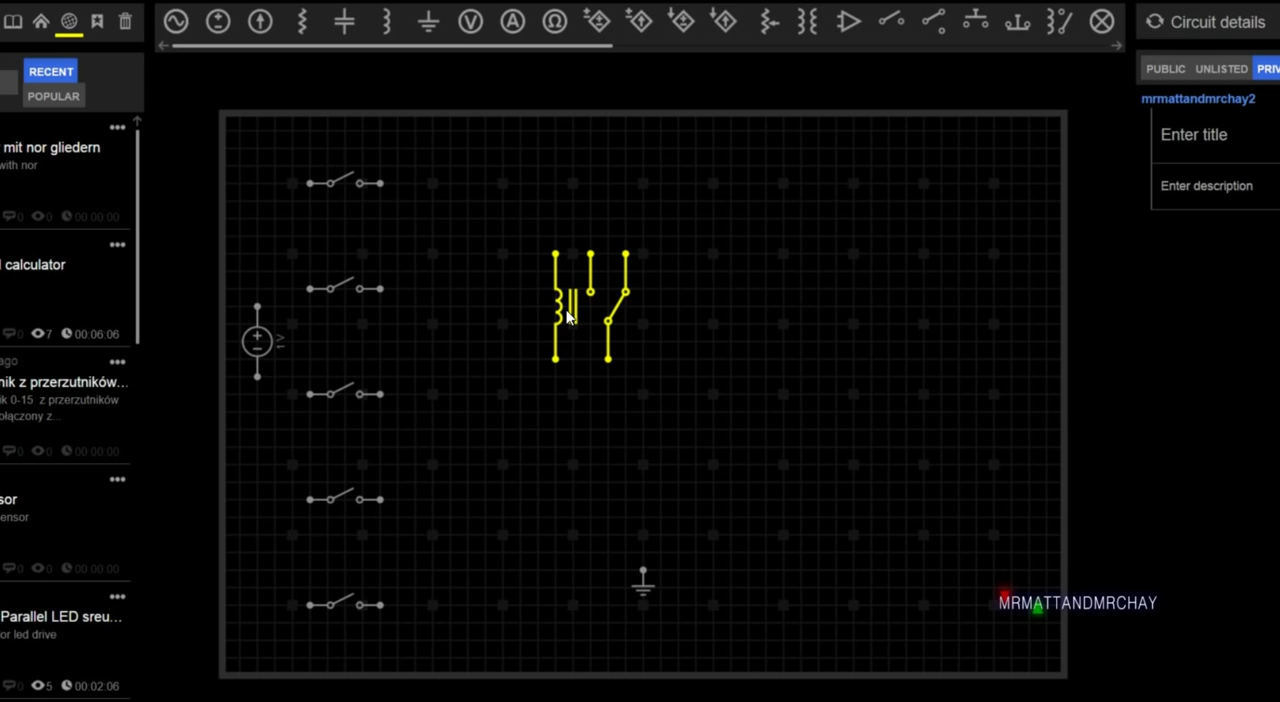 Circuit details
RECENT
POPULAR
PUBLIC UNLISTED PRIV
mrmattandmrchay2
Enter title
Enter description
mit nor gliedern
with nor
0 0 00:00:00
calculator
0 7 00:06:06
ago
nik z przerzutników...
ik 0-15 z przerzutników
ołączony z...
0 0 00:00:00
sor
ensor
0 0 00:00:00
Parallel LED sreu...
or led drive
0 5 00:02:06
V
A
Ω
1V
MRMATTANDMRCHAY